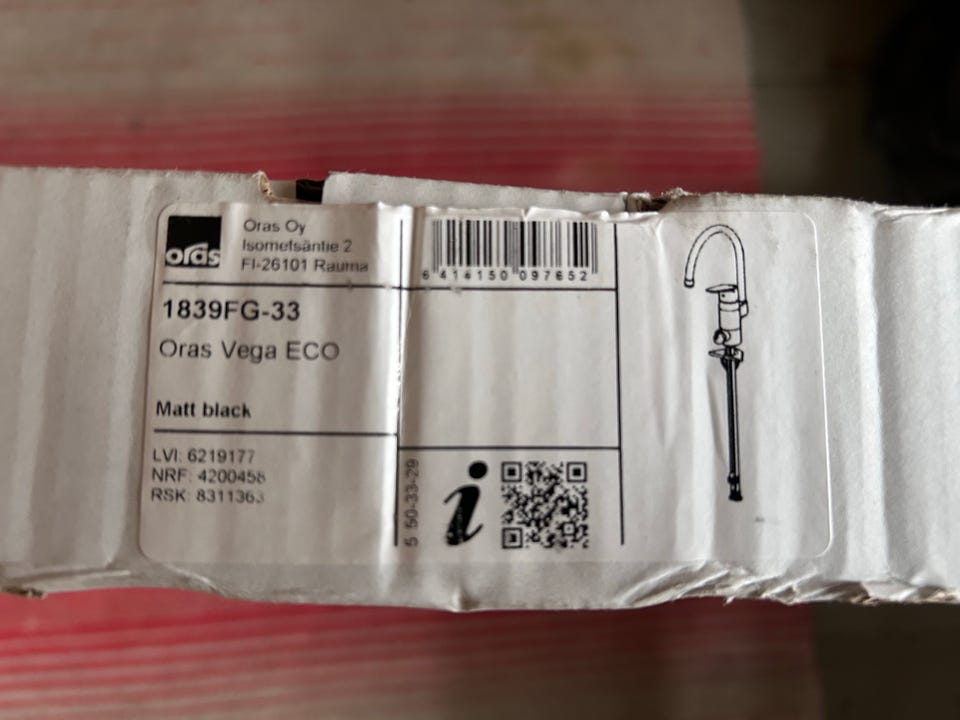 oras
Oras Oy
Isometsäntie 2
FI-26101 Rauma
6 414150 097652
1839FG-33
Oras Vega ECO
Matt black
LVI: 6219177
NRF: 4200458
RSK: 8311363
5 50-33-29
i